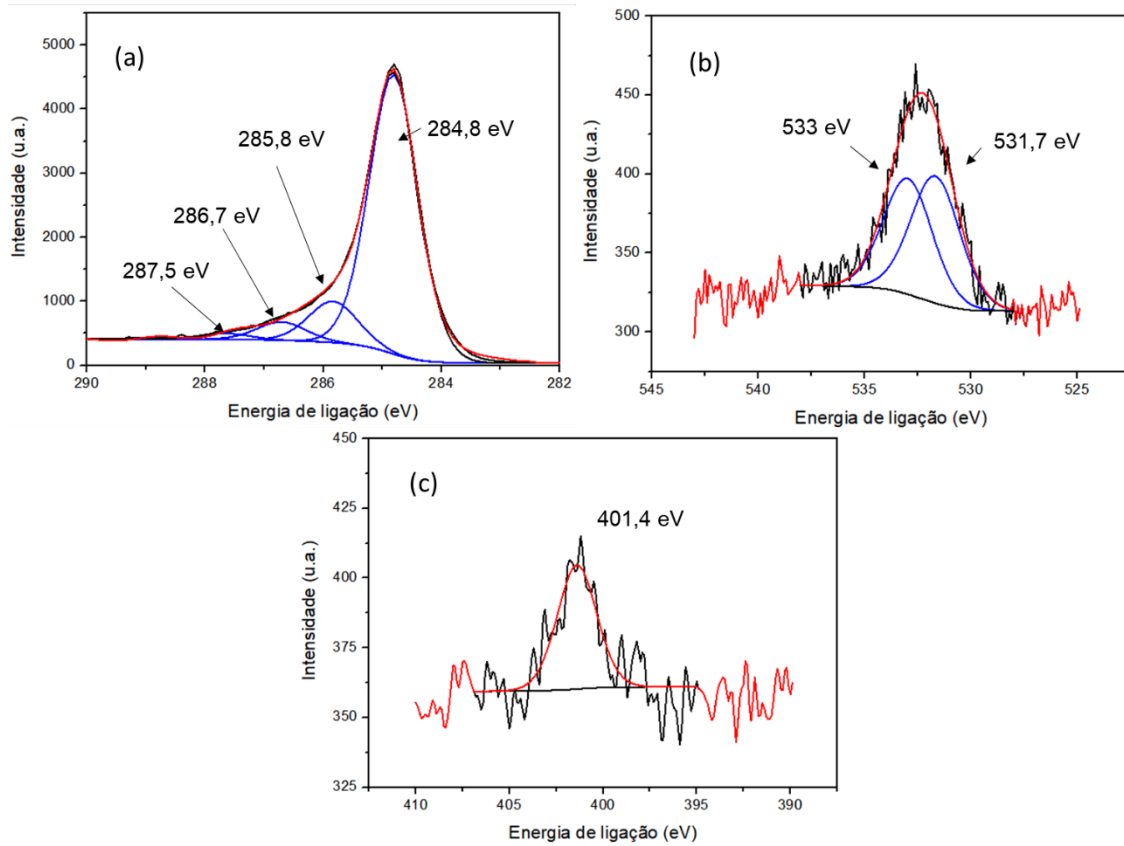 (a)
5000
4000
3000
2000
1000
0
Intensidade (u.a.)
284,8 eV
285,8 eV
286,7 eV
287,5 eV
290 288 286 284 282
Energia de ligação (eV)
(b)
500
450
400
350
300
Intensidade (u.a.)
533 eV
531,7 eV
545 540 535 530 525
Energia de ligação (eV)
(c)
450
425
400
375
350
325
Intensidade (u.a.)
401,4 eV
410 405 400 395 390
Energia de ligação (eV)